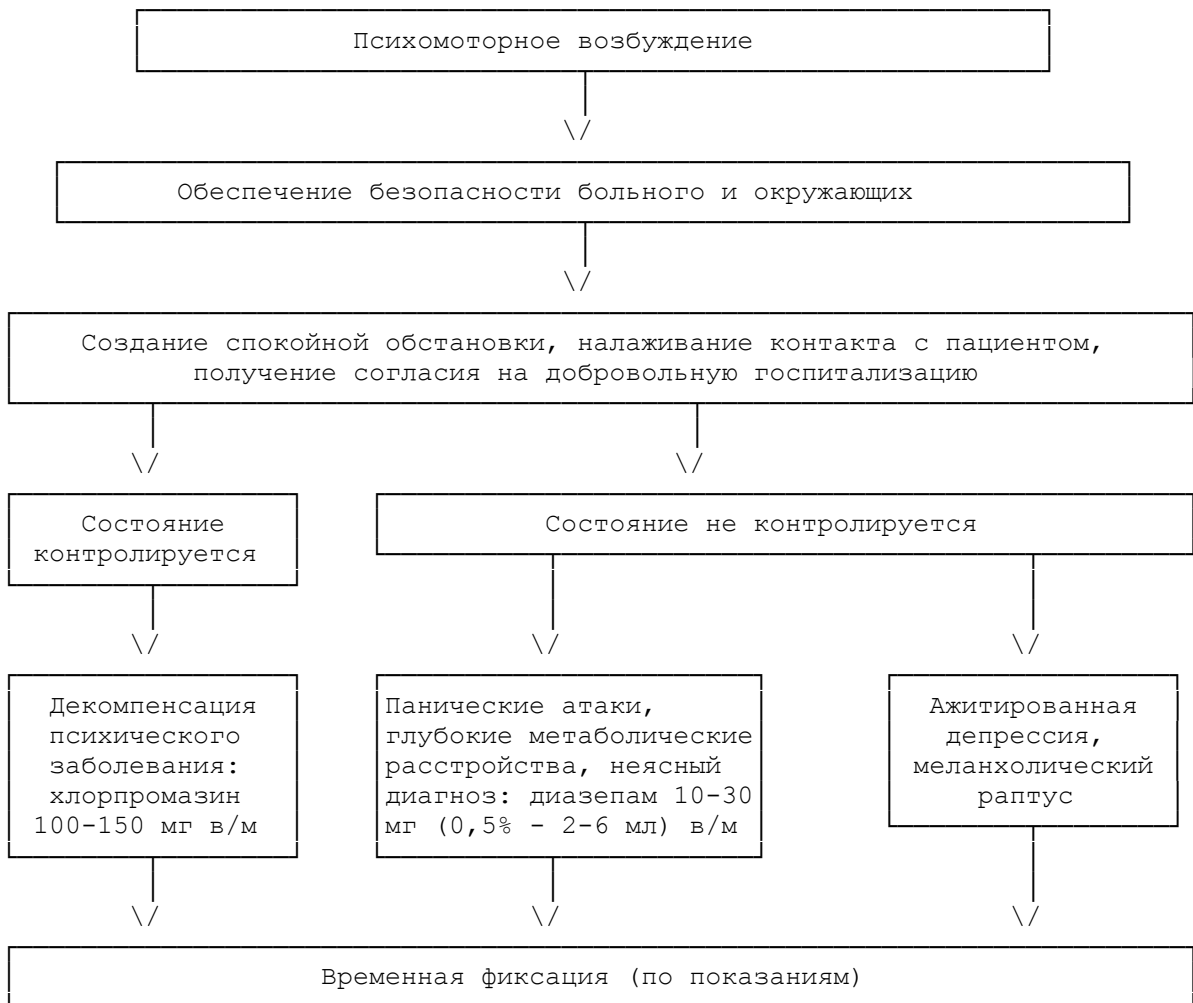 Психомоторное возбуждение
Обеспечение безопасности больного и окружающих
Создание спокойной обстановки, налаживание контакта с пациентом,
получение согласия на добровольную госпитализацию
Состояние
контролируется
Состояние не контролируется
Декомпенсация
психического
заболевания:
хлорпромазин
100-150 мг в/м
Панические атаки,
глубокие метаболические
расстройства, неясный
диагноз: диазепам 10-30
мг (0,5% - 2-6 мл) в/м
Ажитированная
депрессия,
меланхолический
раптус
Временная фиксация (по показаниям)